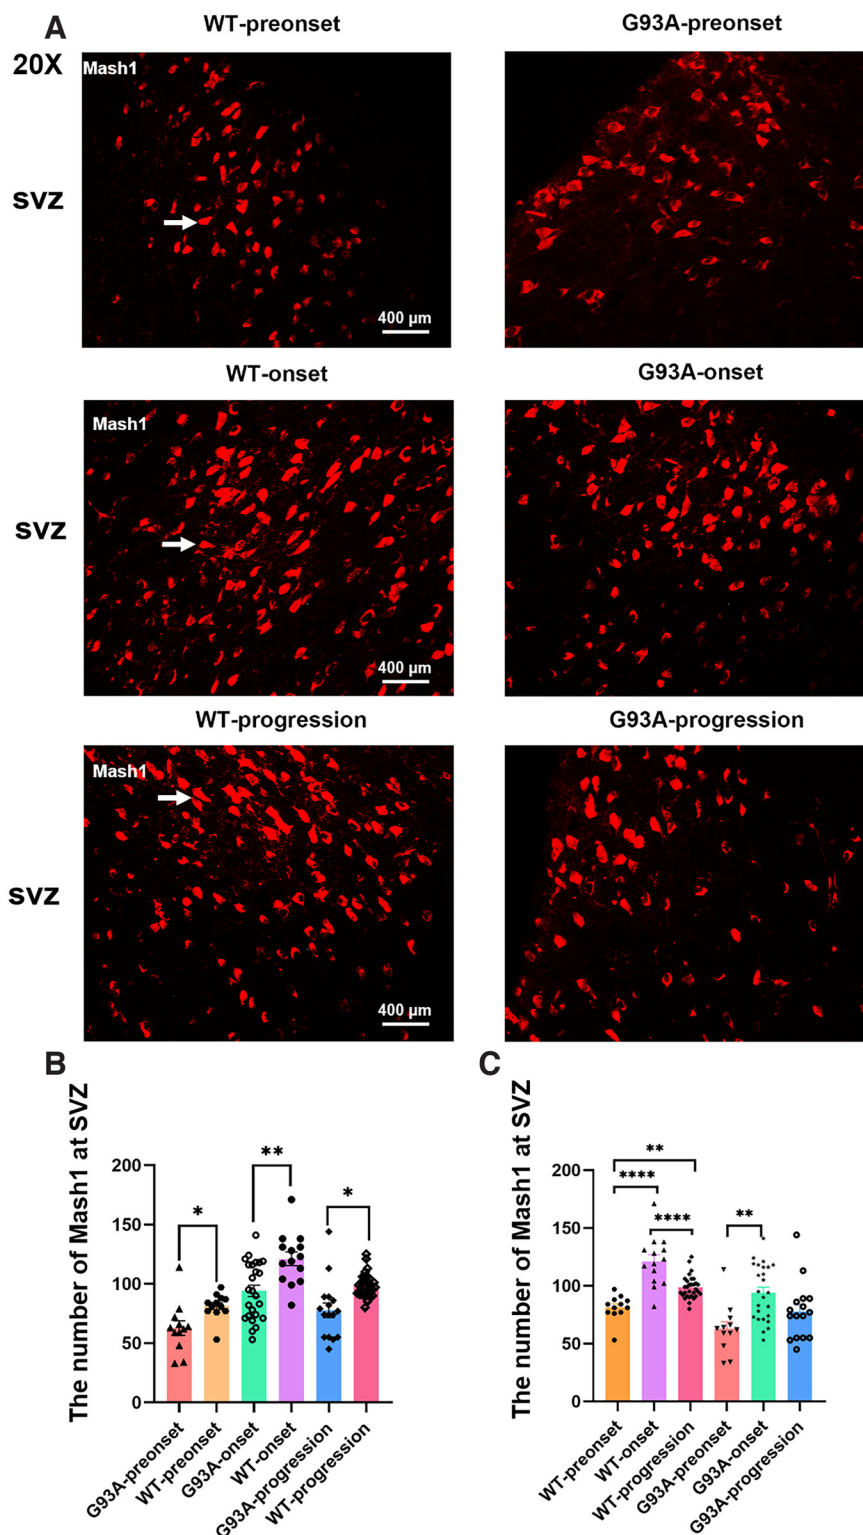 A
WT-preonset
G93A-preonset
20X
Mash1
SVZ
400 µm
WT-onset
G93A-onset
Mash1
SVZ
400 µm
WT-progression
G93A-progression
Mash1
SVZ
400 µm
B
The number of Mash1 at SVZ
200
150
100
50
0
*
**
*
G93A-preonset
WT-preonset
G93A-onset
WT-onset
G93A-progression
WT-progression
C
The number of Mash1 at SVZ
200
150
100
50
0
**
****
****
**
WT-preonset
WT-onset
WT-progression
G93A-preonset
G93A-onset
G93A-progression